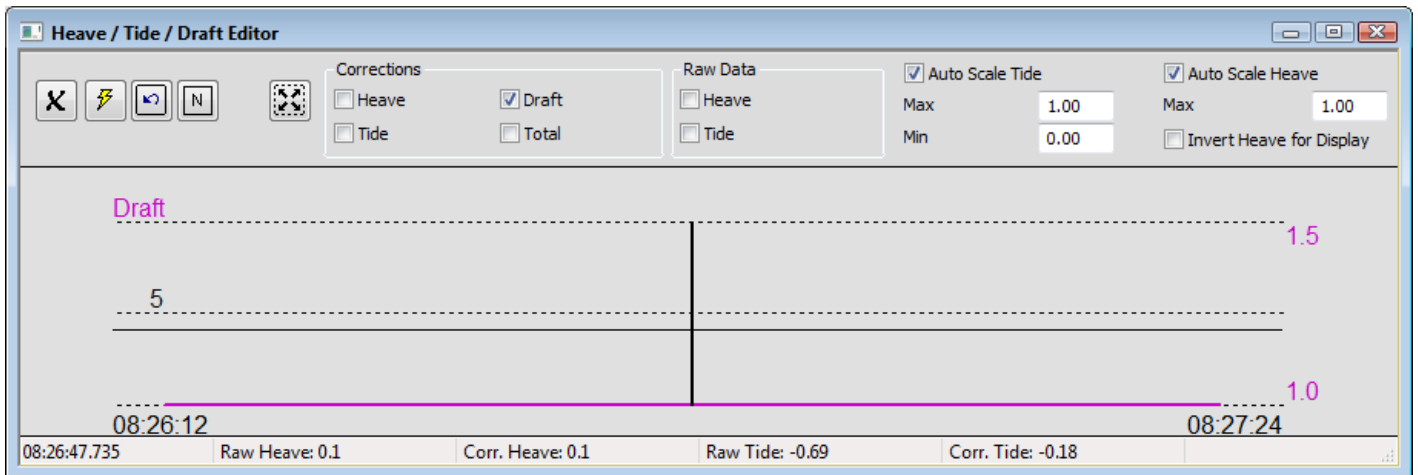 Heave / Tide / Draft Editor
X
N
Corrections
Heave
Draft
Tide
Total
Raw Data
Heave
Tide
Auto Scale Tide
Max 1.00
Min 0.00
Auto Scale Heave
Max 1.00
Invert Heave for Display
Draft
1.5
5
1.0
08:26:12 08:27:24
08:26:47.735 Raw Heave: 0.1 Corr. Heave: 0.1 Raw Tide: -0.69 Corr. Tide: -0.18